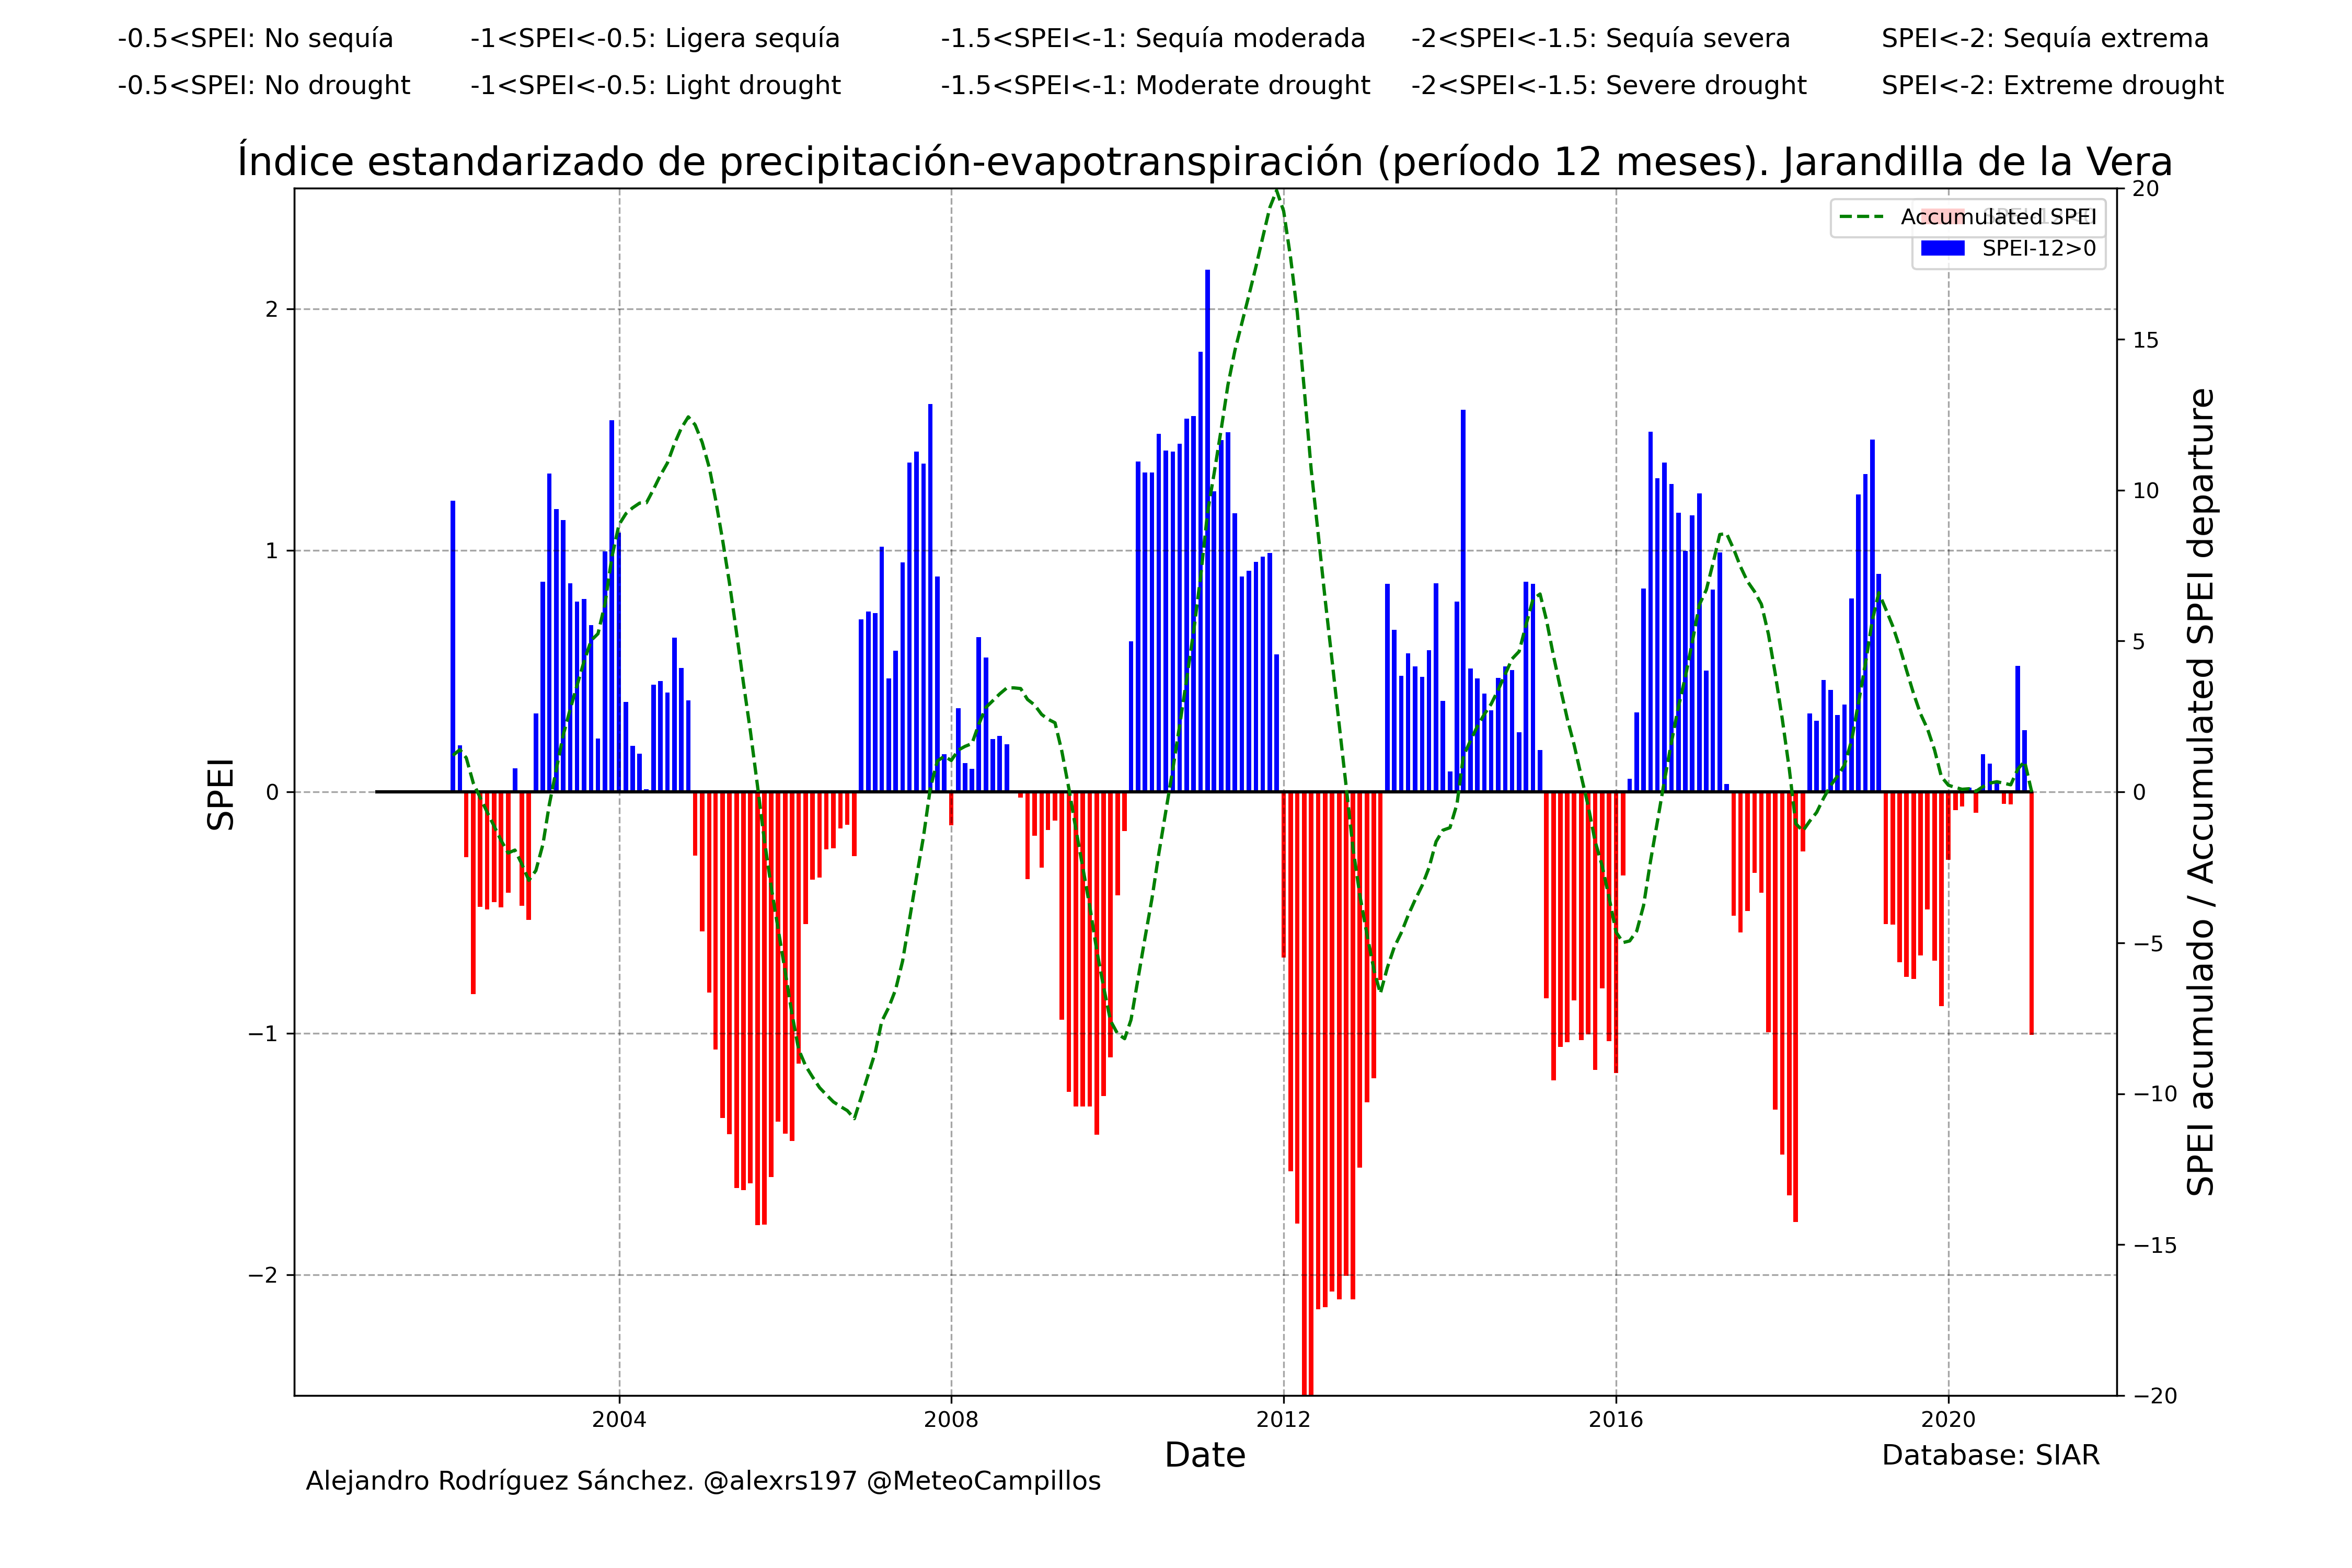 -0.5<SPEI: No sequía -1<SPEI<-0.5: Ligera sequía -1.5<SPEI<-1: Sequía moderada -2<SPEI<-1.5: Sequía severa SPEI<-2: Sequía extrema
-0.5<SPEI: No drought -1<SPEI<-0.5: Light drought -1.5<SPEI<-1: Moderate drought -2<SPEI<-1.5: Severe drought SPEI<-2: Extreme drought
Índice estandarizado de precipitación-evapotranspiración (período 12 meses). Jarandilla de la Vera
Accumulated SPEI
SPEI-12>0
SPEI
2
1
0
−1
−2
20
15
10
5
0
−5
−10
−15
−20
SPEI acumulado / Accumulated SPEI departure
2004 2008 2012 2016 2020
Date
Database: SIAR
Alejandro Rodríguez Sánchez. @alexrs197 @MeteoCampillos